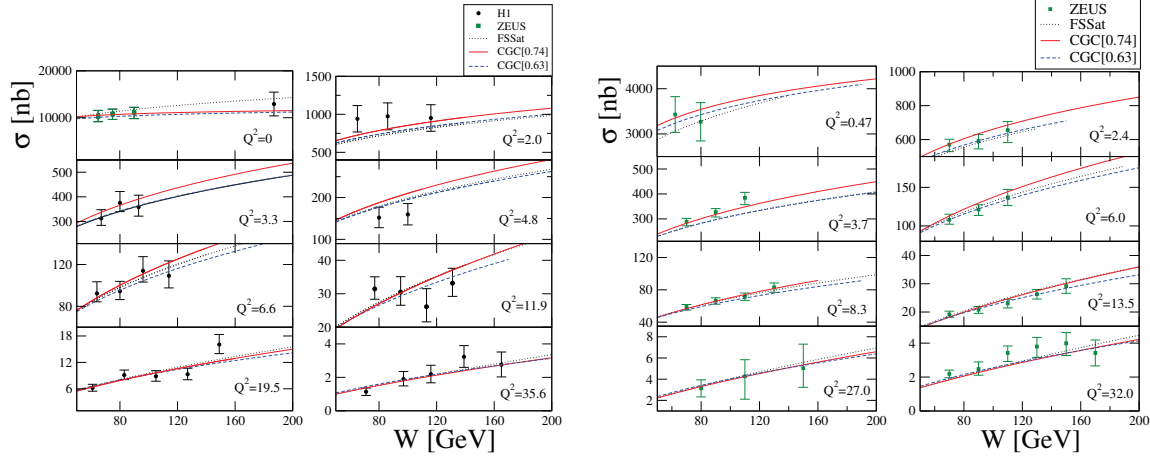 H1
ZEUS
FSSat
CGC[0.74]
CGC[0.63]
σ [nb]
20000
10000
0
Q²=0
1500
1250
1000
750
500
Q²=2.0
500
400
300
Q²=3.3
200
100
Q²=4.8
120
80
Q²=6.6
40
30
20
Q²=11.9
18
12
6
80
120
160
200
Q²=19.5
4
2
0
80
120
160
200
Q²=35.6
W [GeV]
ZEUS
FSSat
CGC[0.74]
CGC[0.63]
σ [nb]
4000
3000
Q²=0.47
1000
800
600
Q²=2.4
500
400
300
Q²=3.7
150
100
Q²=6.0
120
80
40
Q²=8.3
40
30
20
Q²=13.5
8
6
4
2
80
120
160
200
Q²=27.0
6
4
2
0
80
120
160
200
Q²=32.0
W [GeV]